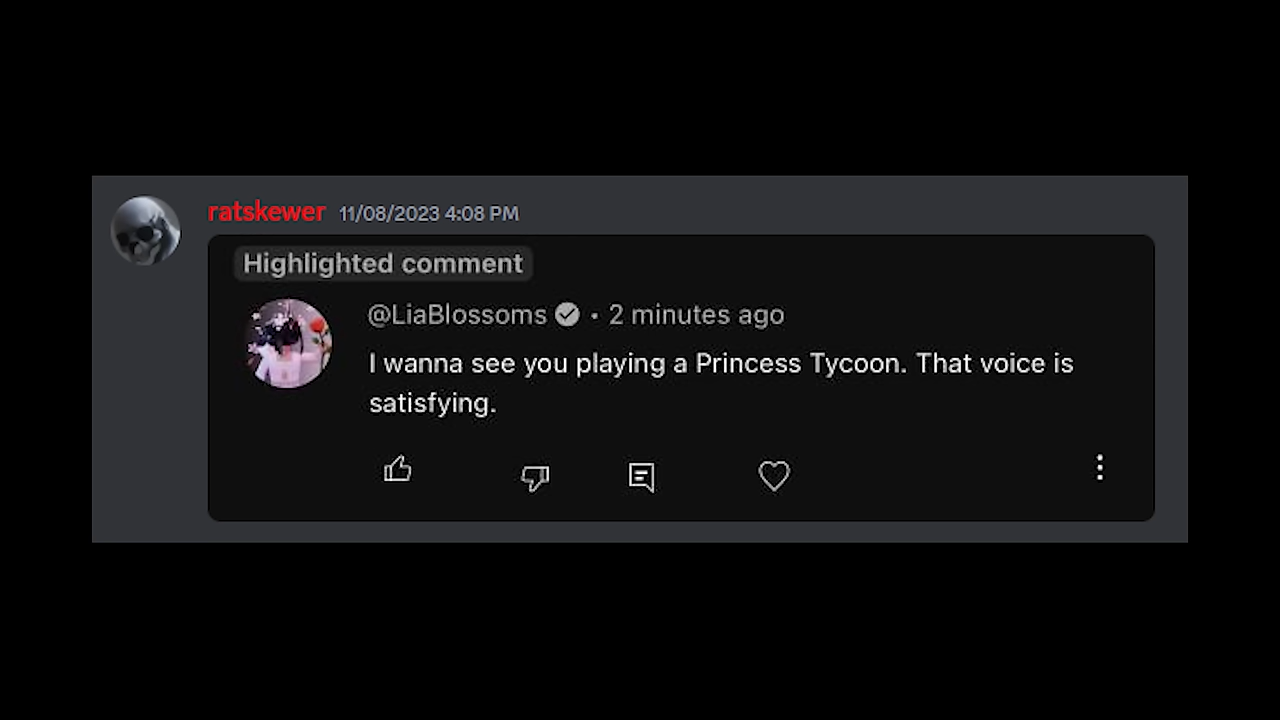 ratskewer 11/08/2023 4:08 PM
Highlighted comment
@LiaBlossoms • 2 minutes ago
I wanna see you playing a Princess Tycoon. That voice is
satisfying.